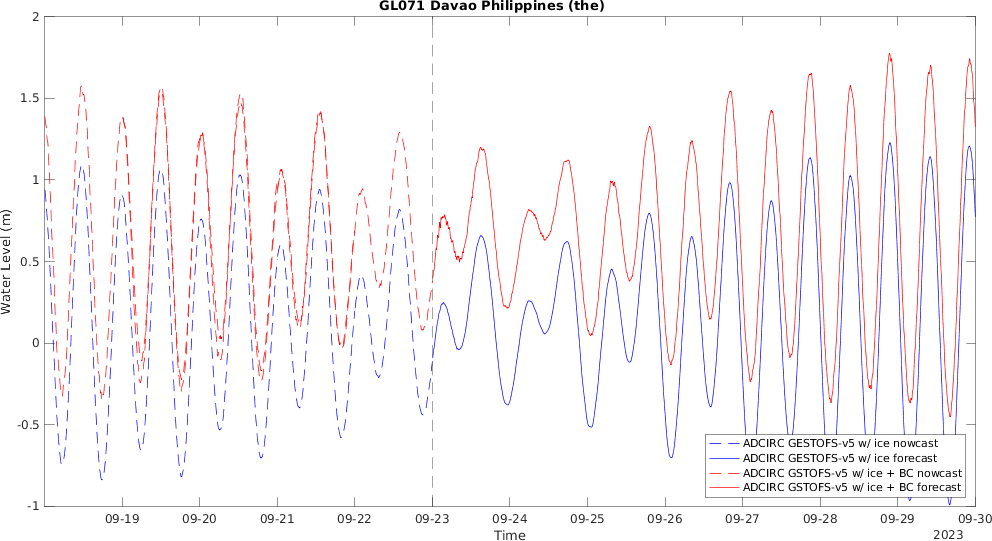 GL071 Davao Philippines (the)
2
1.5
1
0.5
0
-0.5
-1
Water Level (m)
ADCIRC GESTOFS-v5 w/ ice nowcast
ADCIRC GESTOFS-v5 w/ ice forecast
ADCIRC GSTOFS-v5 w/ ice + BC nowcast
ADCIRC GSTOFS-v5 w/ ice + BC forecast
09-19 09-20 09-21 09-22 09-23 09-24 09-25 09-26 09-27 09-28 09-29 09-30
Time 2023